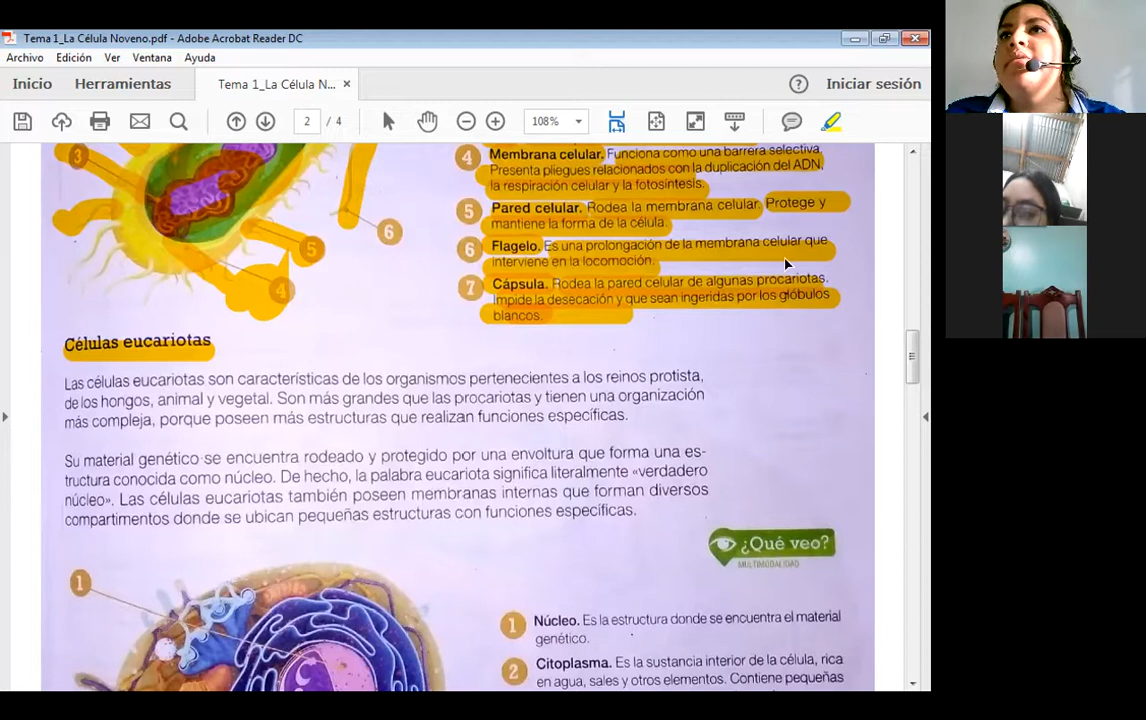 Tema 1_La Célula Noveno.pdf - Adobe Acrobat Reader DC
Archivo Edición Ver Ventana Ayuda
Inicio Herramientas Tema 1_La Célula N... × ? Iniciar sesión
2 / 4 108%
3
6
5
4
4 Membrana celular. Funciona como una barrera selectiva.
Presenta pliegues relacionados con la duplicación del ADN,
la respiración celular y la fotosíntesis.
5 Pared celular. Rodea la membrana celular. Protege y
mantiene la forma de la célula.
6 Flagelo. Es una prolongación de la membrana celular que
interviene en la locomoción.
7 Cápsula. Rodea la pared celular de algunas procariotas.
Impide la desecación y que sean ingeridas por los glóbulos
blancos.
Células eucariotas
Las células eucariotas son características de los organismos pertenecientes a los reinos protista,
de los hongos, animal y vegetal. Son más grandes que las procariotas y tienen una organización
más compleja, porque poseen más estructuras que realizan funciones específicas.
Su material genético se encuentra rodeado y protegido por una envoltura que forma una es-
tructura conocida como núcleo. De hecho, la palabra eucariota significa literalmente «verdadero
núcleo». Las células eucariotas también poseen membranas internas que forman diversos
compartimentos donde se ubican pequeñas estructuras con funciones específicas.
¿Qué veo?
MULTIMODALIDAD
1
1 Núcleo. Es la estructura donde se encuentra el material
genético.
2 Citoplasma. Es la sustancia interior de la célula, rica
en agua, sales y otros elementos. Contiene pequeñas